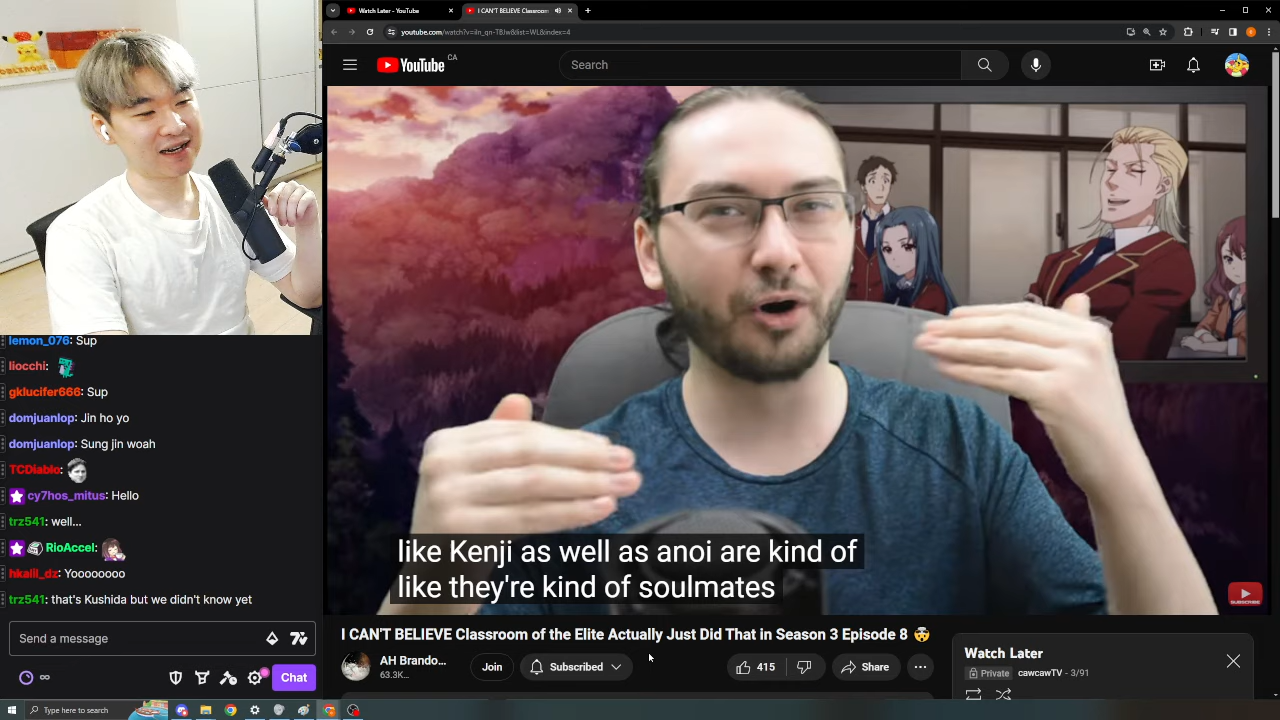 Watch Later - YouTube
I CAN'T BELIEVE Classroom
youtube.com/watch?v=iIn_qn-TBJw&list=WL&index=4
YouTube CA
Search
like Kenji as well as anoi are kind of
like they're kind of soulmates
SUBSCRIBE
I CAN'T BELIEVE Classroom of the Elite Actually Just Did That in Season 3 Episode 8 🤯
AH Brando...
63.3K...
Join
Subscribed
415
Share
Watch Later
Private cawcawTV - 3/91
lemon_076: Sup
liocchi:
gklucifer666: Sup
domjuanlop: Jin ho yo
domjuanlop: Sung jin woah
TCDiablo:
cy7hos_mitus: Hello
trz541: well...
RioAccel:
hkalil_dz: Yooooooo
trz541: that's Kushida but we didn't know yet
Send a message
Chat
Type here to search